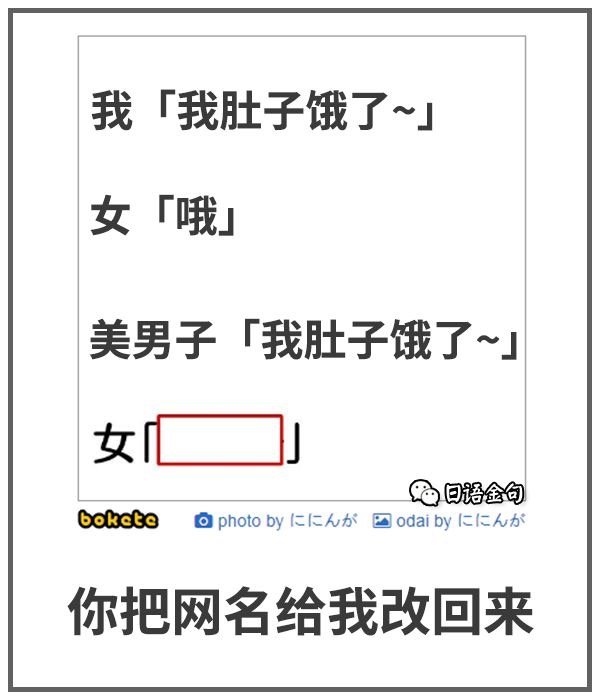 我「我肚子饿了~」
女「哦」
美男子「我肚子饿了~」
女「 」
日语金句
bokete photo by ににんが odai by ににんが
你把网名给我改回来